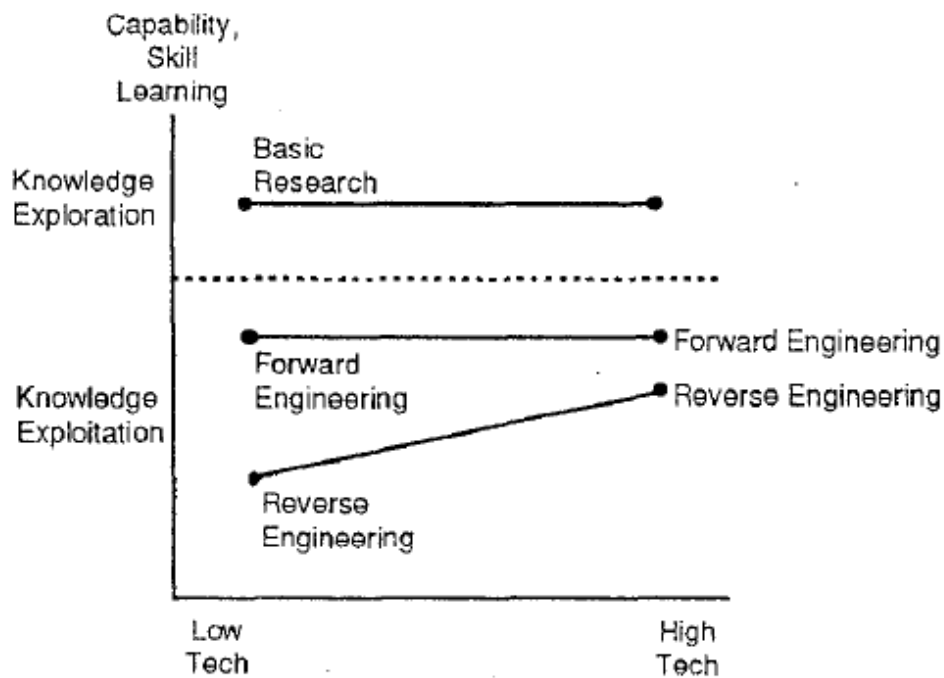 Capability,
Skill
Learning
Basic
Research
Knowledge
Exploration
Forward
Engineering
Forward Engineering
Knowledge
Exploitation
Reverse Engineering
Reverse
Engineering
Low
Tech
High
Tech